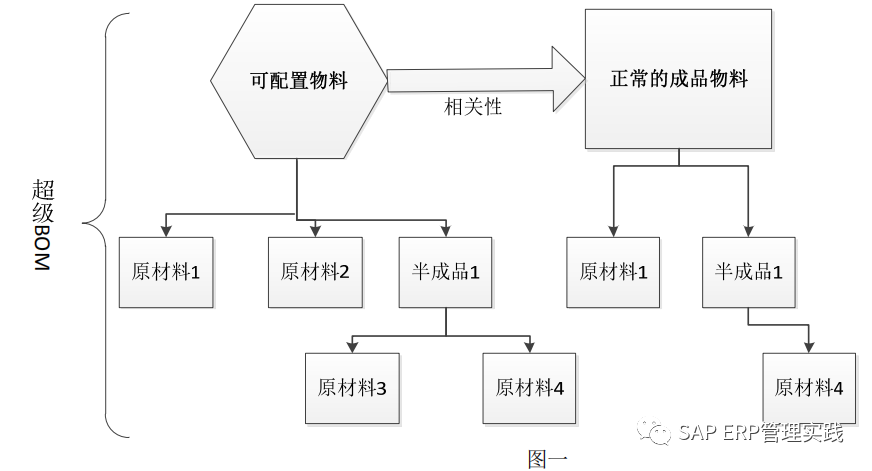 可配置物料
正常的成品物料
相关性
超级BOM
原材料1
原材料2
半成品1
原材料1
半成品1
原材料3
原材料4
原材料4
SAP ERP管理实践
图一